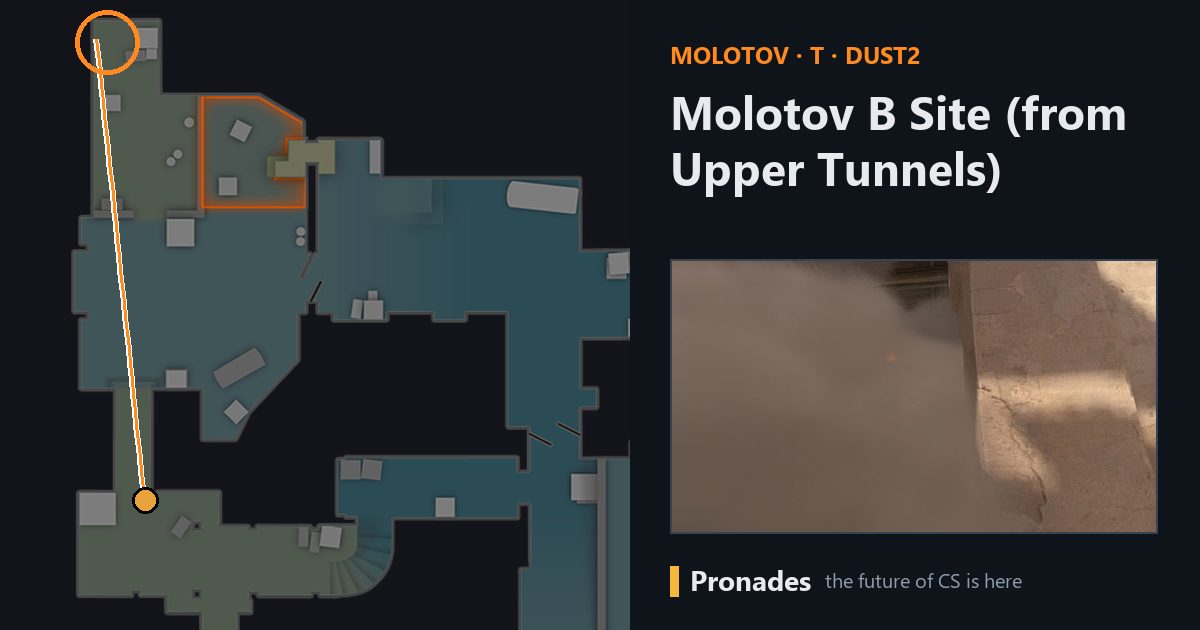 MOLOTOV · T · DUST2
Molotov B Site (from
Upper Tunnels)
Pronades the future of CS is here